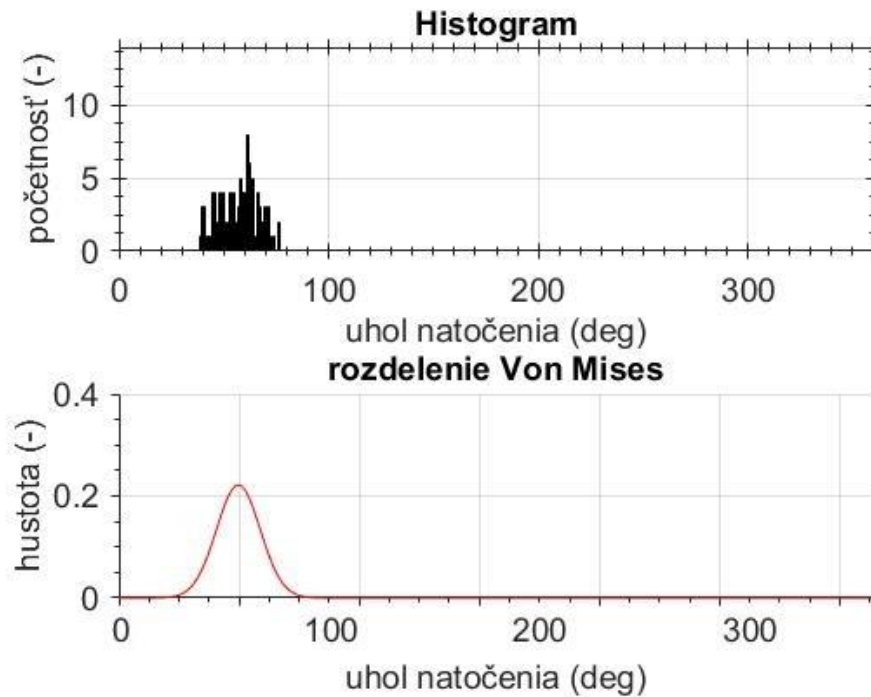 Histogram
početnosť (-)
10
5
0
0 100 200 300
uhol natočenia (deg)
rozdelenie Von Mises
hustota (-)
0.4
0.2
0
0 100 200 300
uhol natočenia (deg)